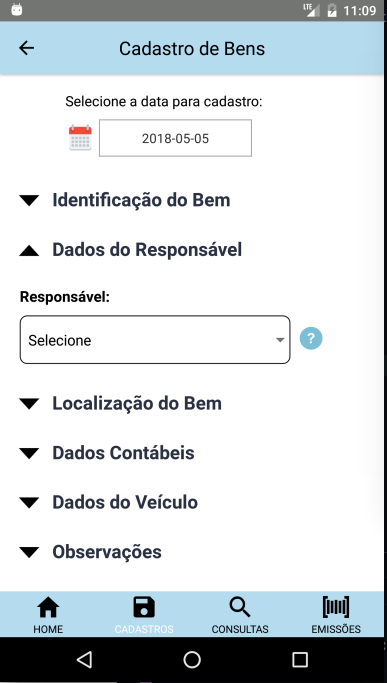 LTE 11:09
Cadastro de Bens
Selecione a data para cadastro:
2018-05-05
Identificação do Bem
Dados do Responsável
Responsável:
Selecione
?
Localização do Bem
Dados Contábeis
Dados do Veículo
Observações
HOME CADASTROS CONSULTAS EMISSÕES